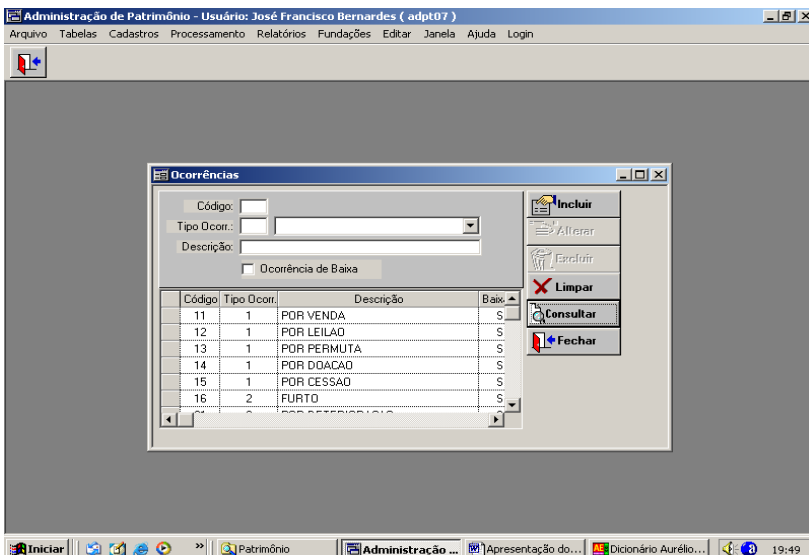 Administração de Patrimônio - Usuário: José Francisco Bernardes ( adpt07 )
Arquivo Tabelas Cadastros Processamento Relatórios Fundações Editar Janela Ajuda Login
Ocorrências
Código:
Tipo Ocorr.:
Descrição:
Ocorrência de Baixa
Incluir
Alterar
Excluir
Limpar
Consultar
Fechar
Código Tipo Ocorr. Descrição Baix
11 1 POR VENDA S
12 1 POR LEILAO S
13 1 POR PERMUTA S
14 1 POR DOACAO S
15 1 POR CESSAO S
16 2 FURTO S
Iniciar » Patrimônio Administração ... Apresentação do... Dicionário Aurélio... 19:49